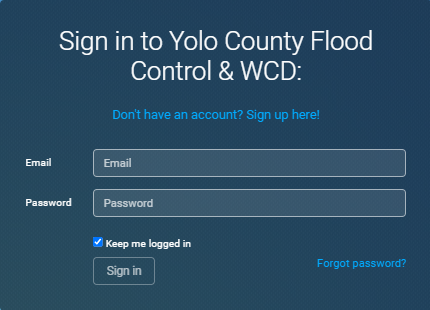 Sign in to Yolo County Flood
Control & WCD:
Don't have an account? Sign up here!
Email
Email
Password
Password
Keep me logged in
Sign in
Forgot password?